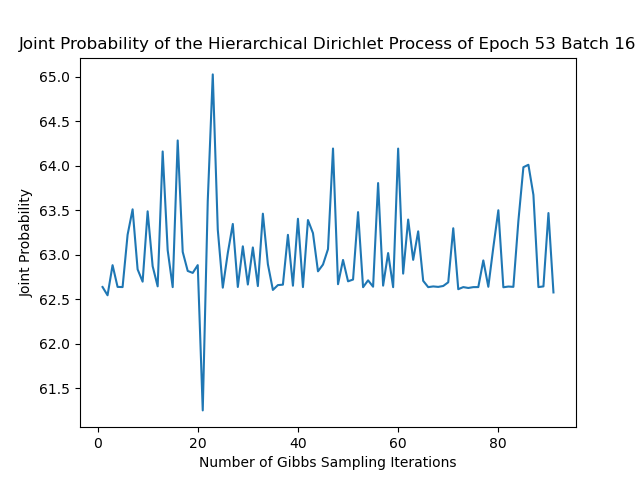 Joint Probability of the Hierarchical Dirichlet Process of Epoch 53 Batch 16
65.0
64.5
64.0
63.5
63.0
62.5
62.0
61.5
Joint Probability
0 20 40 60 80
Number of Gibbs Sampling Iterations